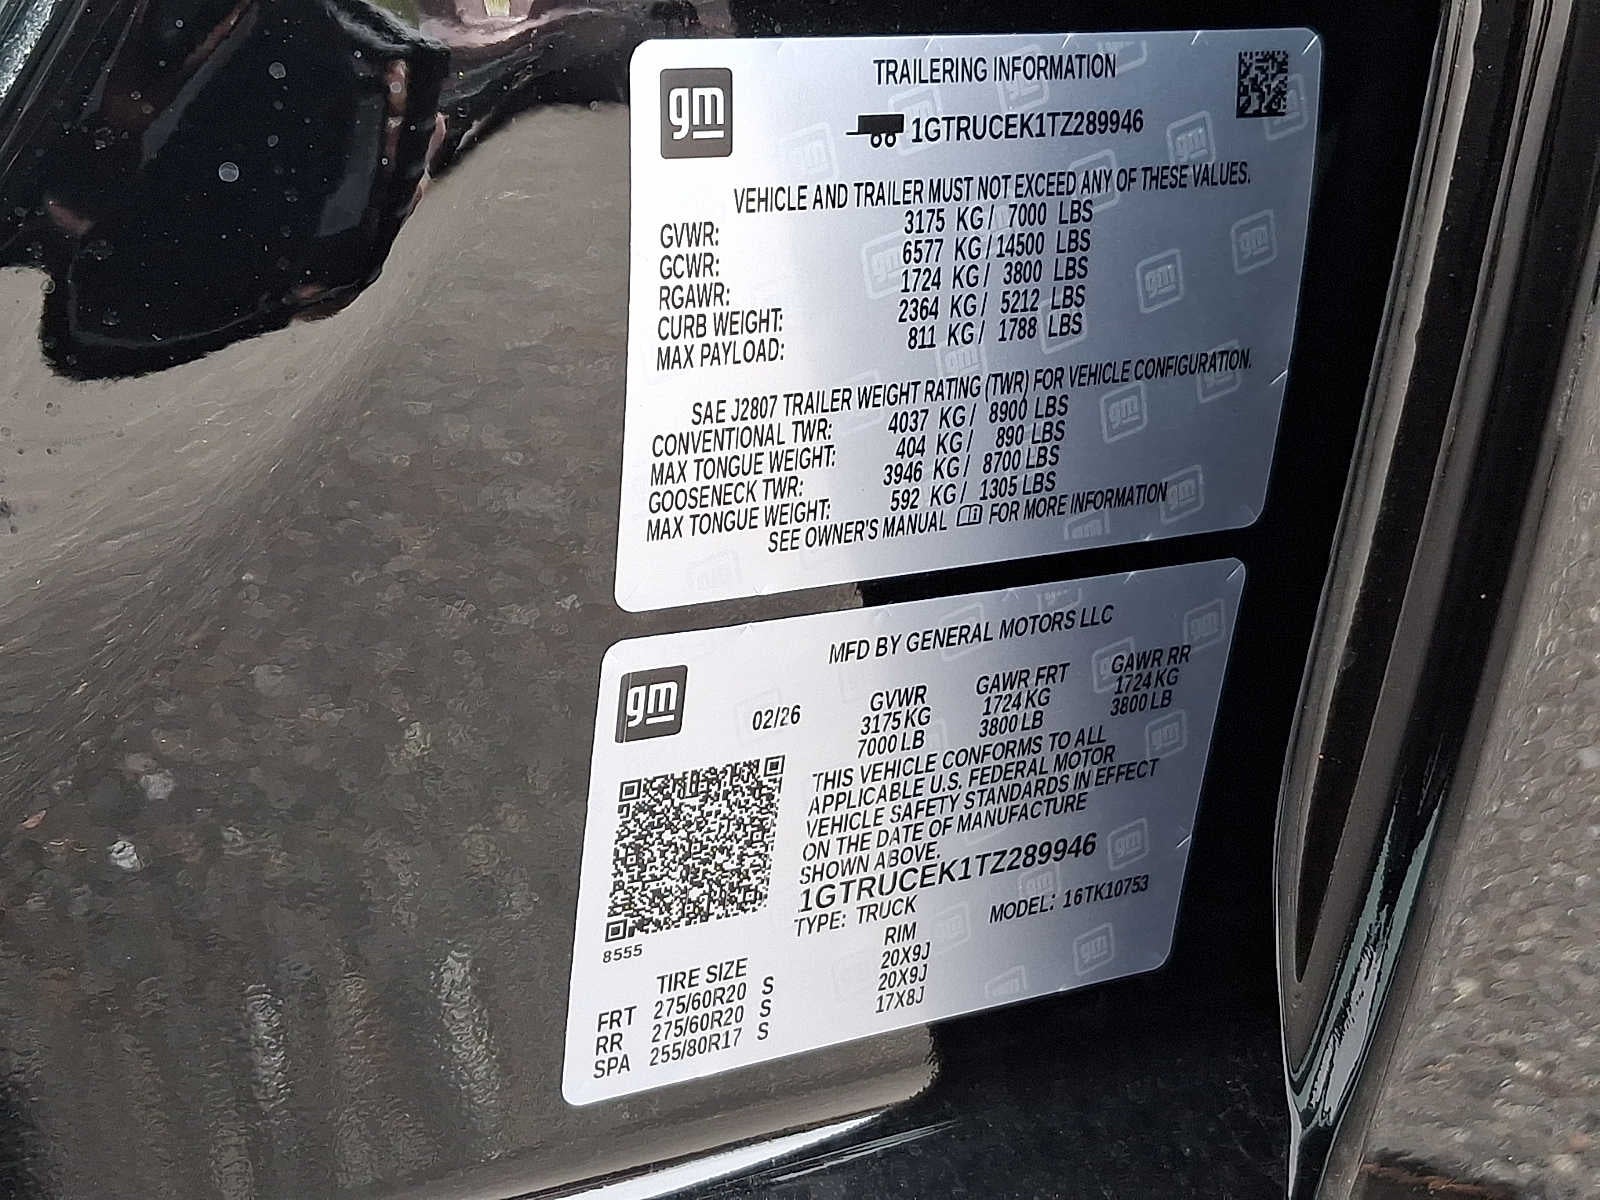 gm
TRAILERING INFORMATION
1GTRUCEK1TZ289946
VEHICLE AND TRAILER MUST NOT EXCEED ANY OF THESE VALUES.
GVWR: 3175 KG / 7000 LBS
GCWR: 6577 KG / 14500 LBS
RGAWR: 1724 KG / 3800 LBS
CURB WEIGHT: 2364 KG / 5212 LBS
MAX PAYLOAD: 811 KG / 1788 LBS
SAE J2807 TRAILER WEIGHT RATING (TWR) FOR VEHICLE CONFIGURATION.
CONVENTIONAL TWR: 4037 KG / 8900 LBS
MAX TONGUE WEIGHT: 404 KG / 890 LBS
GOOSENECK TWR: 3946 KG / 8700 LBS
MAX TONGUE WEIGHT: 592 KG / 1305 LBS
SEE OWNER'S MANUAL FOR MORE INFORMATION
gm
MFD BY GENERAL MOTORS LLC
02/26 GVWR GAWR FRT GAWR RR
3175 KG 1724 KG 1724 KG
7000 LB 3800 LB 3800 LB
THIS VEHICLE CONFORMS TO ALL
APPLICABLE U.S. FEDERAL MOTOR
VEHICLE SAFETY STANDARDS IN EFFECT
ON THE DATE OF MANUFACTURE
SHOWN ABOVE.
1GTRUCEK1TZ289946
TYPE: TRUCK MODEL: 16TK10753
8555
TIRE SIZE RIM
FRT 275/60R20 S 20X9J
RR 275/60R20 S 20X9J
SPA 255/80R17 S 17X8J